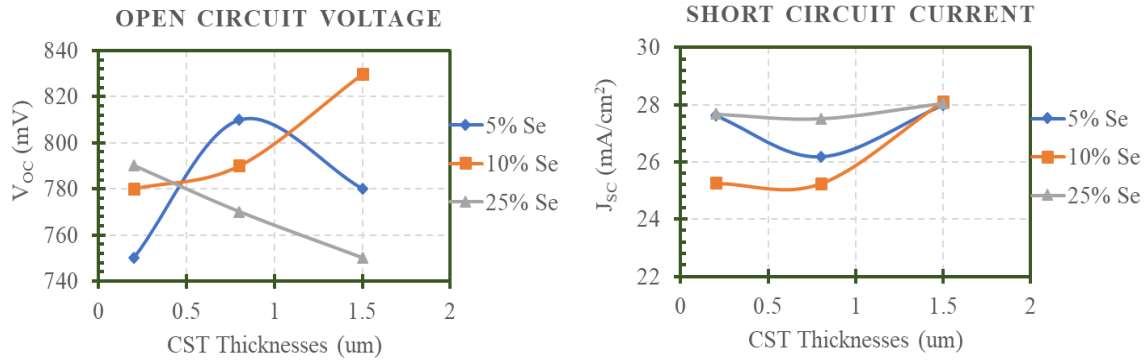 OPEN CIRCUIT VOLTAGE
840
820
800
780
760
740
V_OC (mV)
0 0.5 1 1.5 2
CST Thicknesses (um)
5% Se
10% Se
25% Se
SHORT CIRCUIT CURRENT
30
28
26
24
22
J_SC (mA/cm²)
0 0.5 1 1.5 2
CST Thicknesses (um)
5% Se
10% Se
25% Se